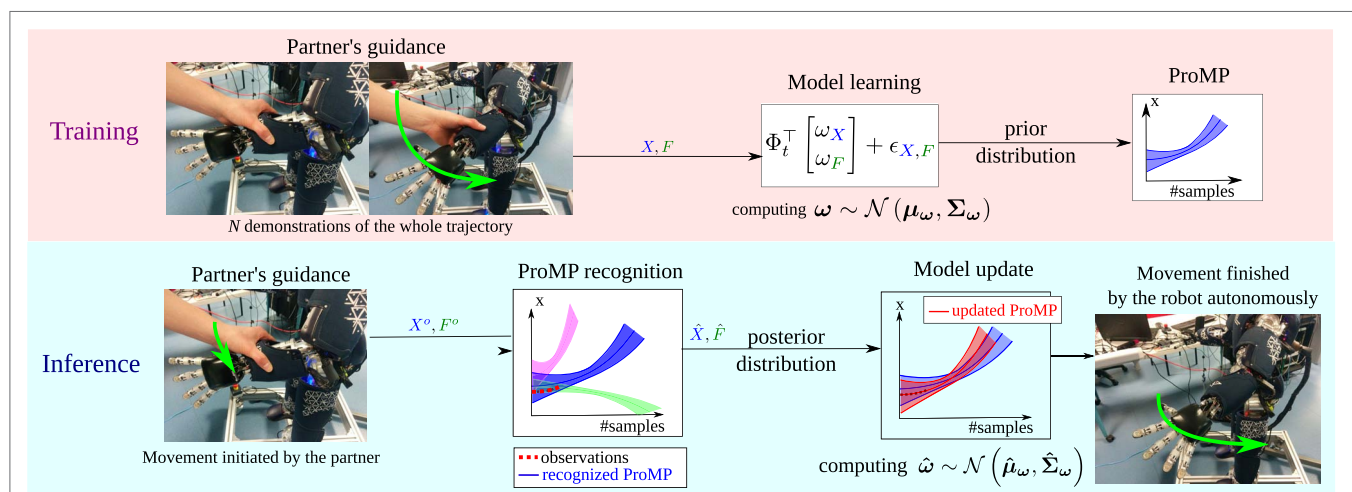 Training
Partner's guidance
N demonstrations of the whole trajectory
X, F
Model learning
Φ_t^⊤ [ω_X ω_F] + ϵ_{X,F}
computing ω ∼ 𝒩 (μ_ω, Σ_ω)
prior
distribution
ProMP
x
#samples
Inference
Partner's guidance
Movement initiated by the partner
X^o, F^o
ProMP recognition
x
#samples
observations
recognized ProMP
X̂, F̂
posterior
distribution
Model update
x
updated ProMP
#samples
computing ω̂ ∼ 𝒩 (μ̂_ω, Σ̂_ω)
Movement finished
by the robot autonomously